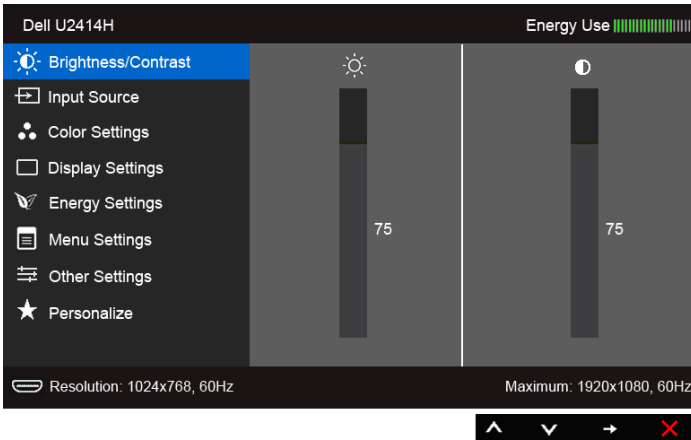 Dell U2414H Energy Use
Brightness/Contrast
Input Source
Color Settings
Display Settings
Energy Settings
75 75
Menu Settings
Other Settings
Personalize
Resolution: 1024x768, 60Hz Maximum: 1920x1080, 60Hz